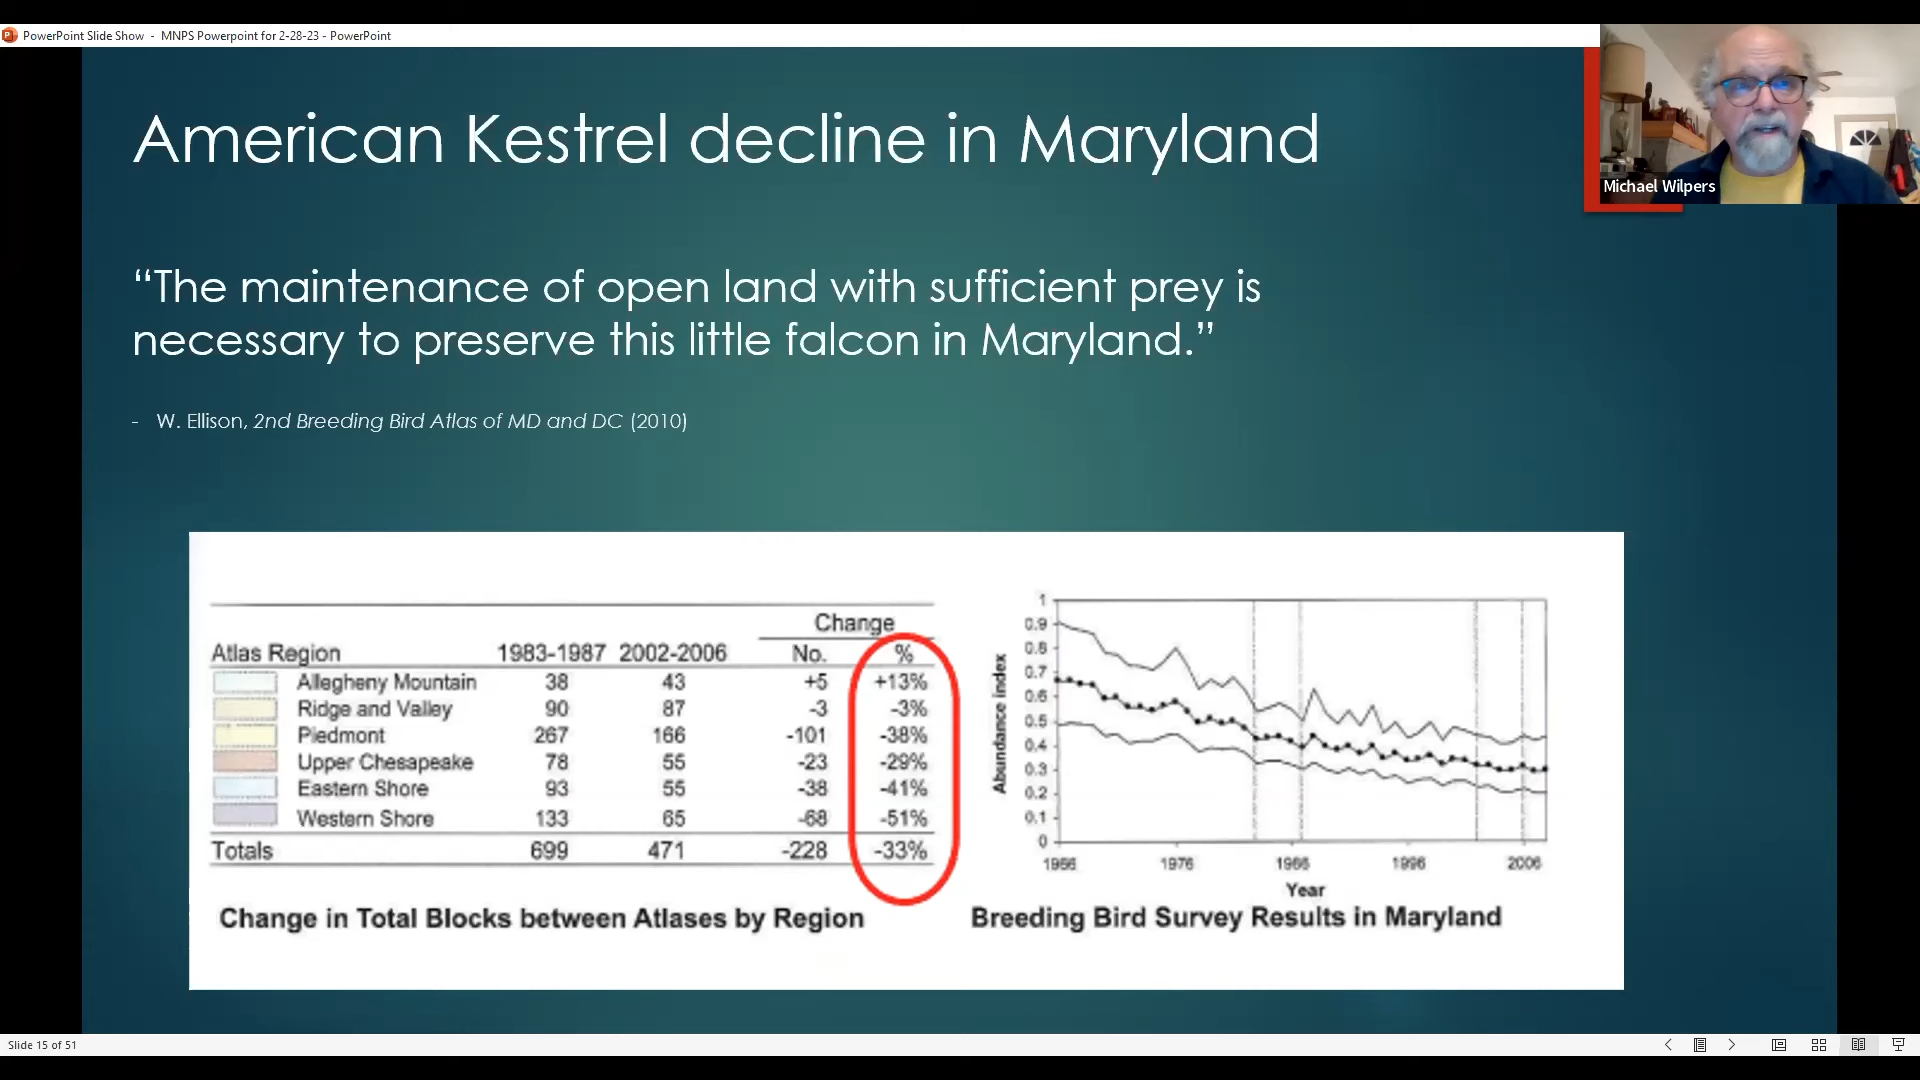 PowerPoint Slide Show - MNPS Powerpoint for 2-28-23 - PowerPoint
Michael Wilpers
American Kestrel decline in Maryland
“The maintenance of open land with sufficient prey is
necessary to preserve this little falcon in Maryland.”
- W. Ellison, 2nd Breeding Bird Atlas of MD and DC (2010)
Change
Atlas Region 1983-1987 2002-2006 No. %
Allegheny Mountain 38 43 +5 +13%
Ridge and Valley 90 87 -3 -3%
Piedmont 267 166 -101 -38%
Upper Chesapeake 78 55 -23 -29%
Eastern Shore 93 55 -38 -41%
Western Shore 133 65 -68 -51%
Totals 699 471 -228 -33%
Change in Total Blocks between Atlases by Region
Abundance index
1
0.9
0.8
0.7
0.6
0.5
0.4
0.3
0.2
0.1
0
1966 1976 1986 1996 2006
Year
Breeding Bird Survey Results in Maryland
Slide 15 of 51